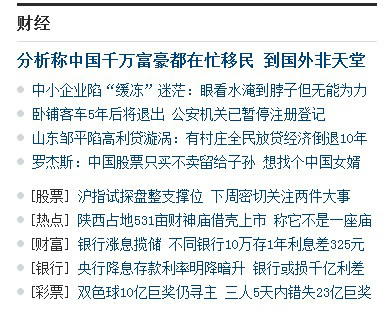 财经
分析称中国千万富豪都在忙移民 到国外非天堂
中小企业陷“缓冻”迷茫：眼看水淹到脖子但无能为力
卧铺客车5年后将退出 公安机关已暂停注册登记
山东邹平陷高利贷漩涡：有村庄全民放贷经济倒退10年
罗杰斯：中国股票只买不卖留给子孙 想找个中国女婿
[股票] 沪指试探盘整支撑位 下周密切关注两件大事
[热点] 陕西占地531亩财神庙借壳上市 称它不是一座庙
[财富] 银行涨息揽储 不同银行10万存1年利息差325元
[银行] 央行降息存款利率明降暗升 银行或损千亿利差
[彩票] 双色球10亿巨奖仍寻主 三人5天内错失23亿巨奖